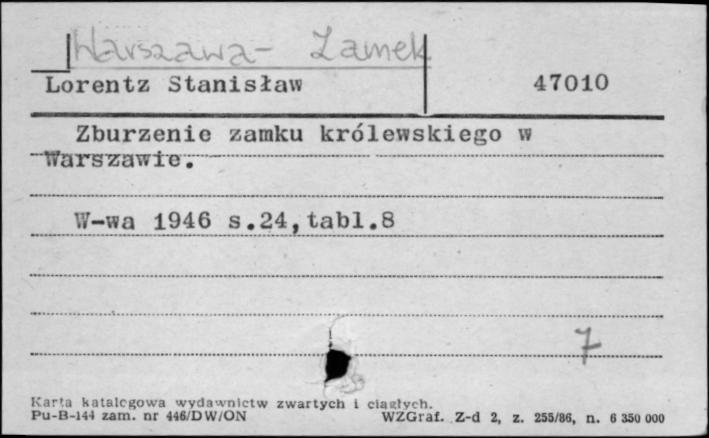 Warszawa - Zamek
Lorentz Stanisław 47010
Zburzenie zamku królewskiego w
Warszawie.
W-wa 1946 s.24, tabl.8
7
Karta katalogowa wydawnictw zwartych i ciągłych.
Pu-B-144 zam. nr 446/DW/ON WZGraf. Z-d 2, z. 255/86, n. 6 350 000